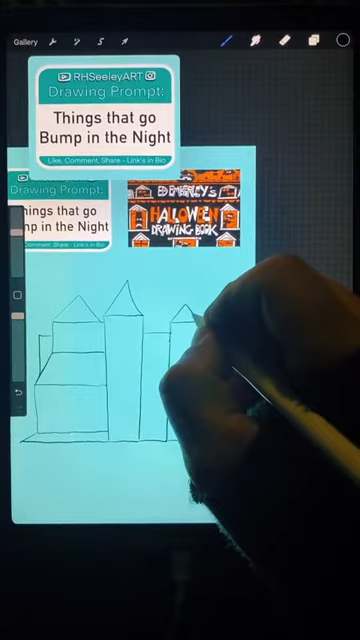 Gallery
RHSeeleyART
Drawing Prompt:
Things that go
Bump in the Night
Like, Comment, Share - Link's in Bio
Drawing Prompt:
hings that go
np in the Night
Comment, Share - Link's in Bio
ED EMBERLEY'S
HALLOWEEN
DRAWING BOOK